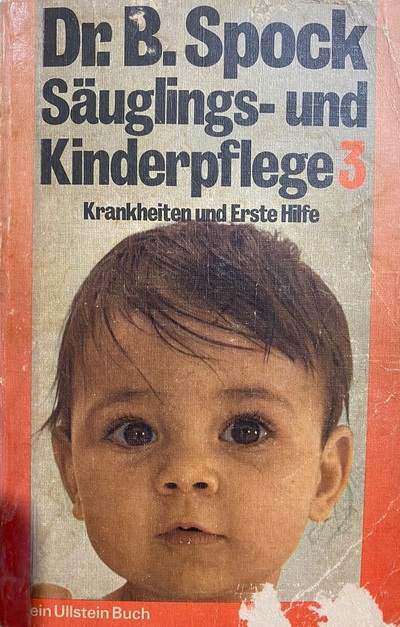 Dr. B. Spock
Säuglings- und
Kinderpflege 3
Krankheiten und Erste Hilfe
ein Ullstein Buch